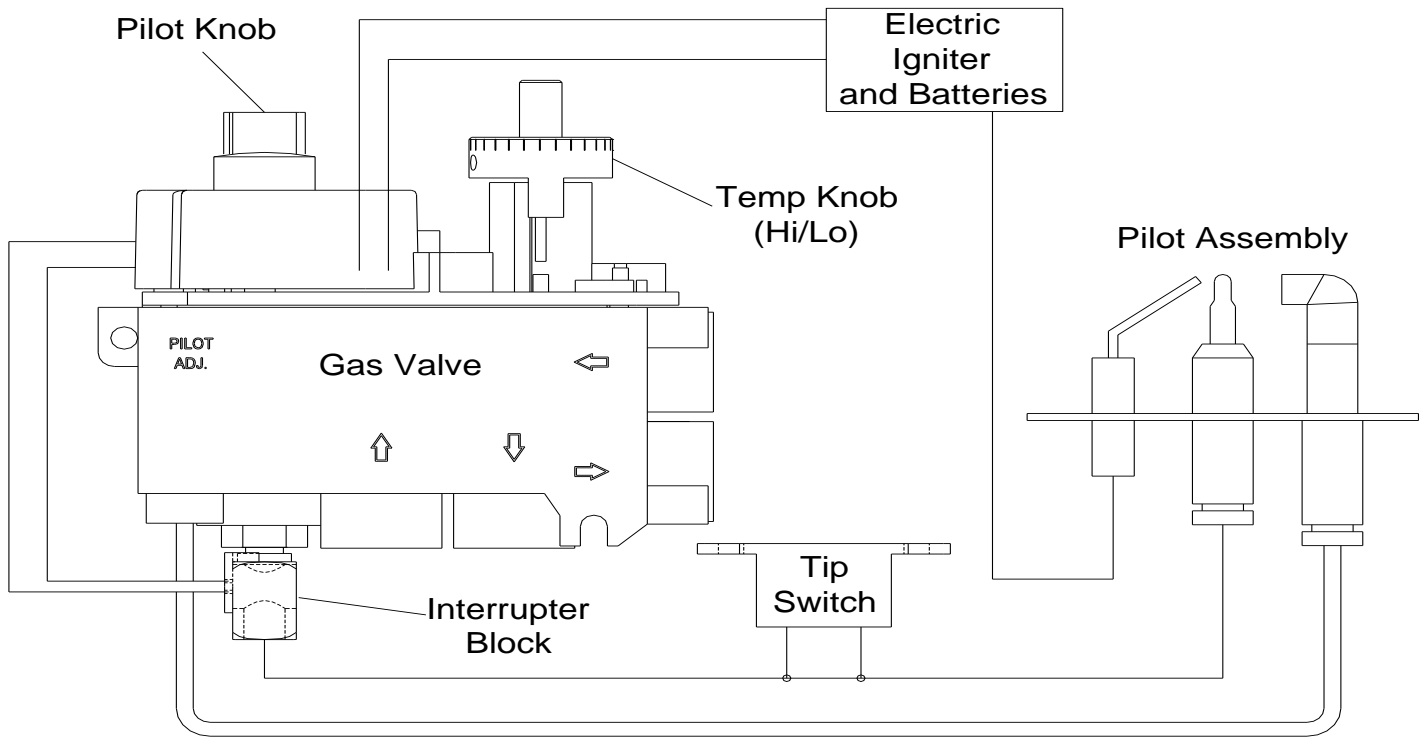 Pilot Knob
Electric
Igniter
and Batteries
Temp Knob
(Hi/Lo)
Pilot Assembly
PILOT
ADJ.
Gas Valve
Tip
Switch
Interrupter
Block